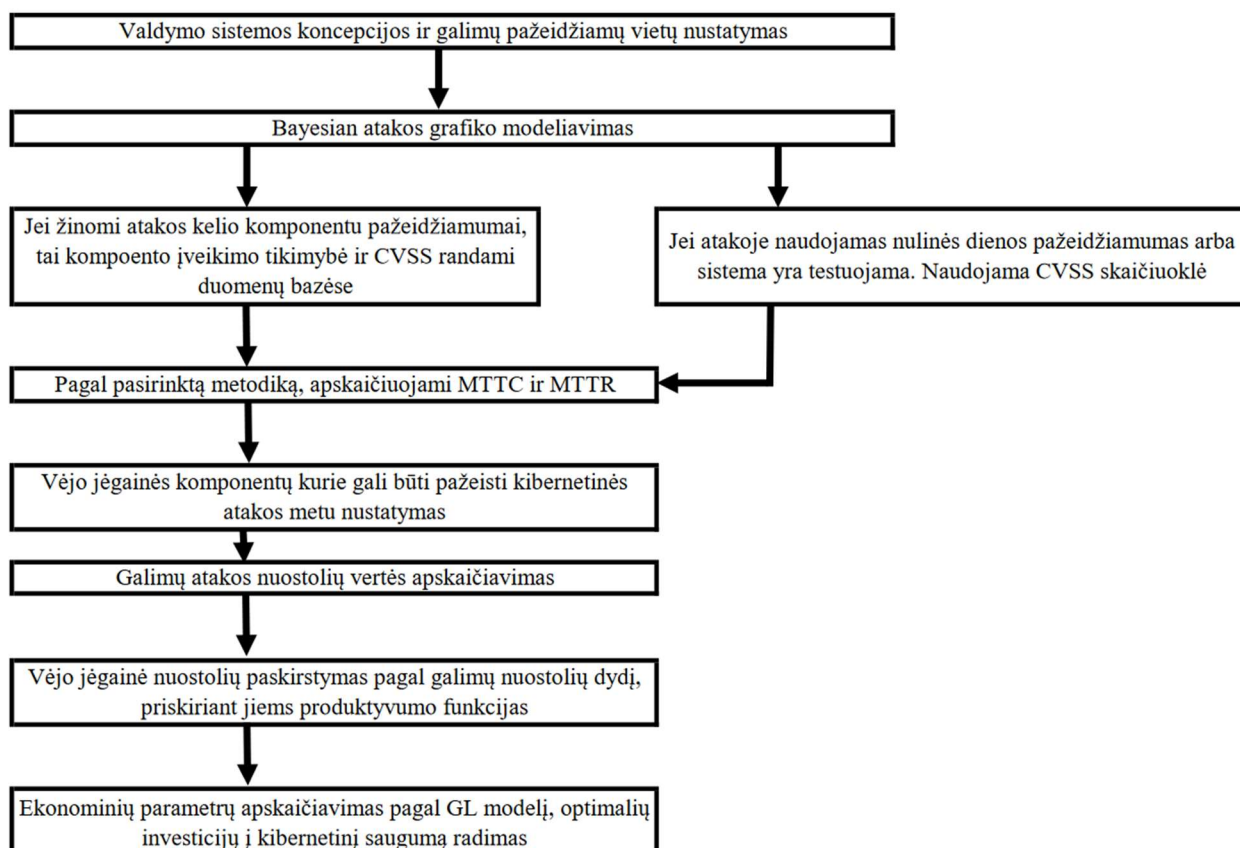 Valdymo sistemos koncepcijos ir galimų pažeidžiamų vietų nustatymas
Bayesian atakos grafiko modeliavimas
Jei žinomi atakos kelio komponentu pažeidžiamumai,
tai kompoento įveikimo tikimybė ir CVSS randami
duomenų bazėse
Jei atakoje naudojamas nulinės dienos pažeidžiamumas arba
sistema yra testuojama. Naudojama CVSS skaičiuoklė
Pagal pasirinktą metodiką, apskaičiuojami MTTC ir MTTR
Vėjo jėgainės komponentų kurie gali būti pažeisti kibernetinės
atakos metu nustatymas
Galimų atakos nuostolių vertės apskaičiavimas
Vėjo jėgainė nuostolių paskirstymas pagal galimų nuostolių dydį,
priskiriant jiems produktyvumo funkcijas
Ekonominių parametrų apskaičiavimas pagal GL modelį, optimalių
investicijų į kibernetinį saugumą radimas